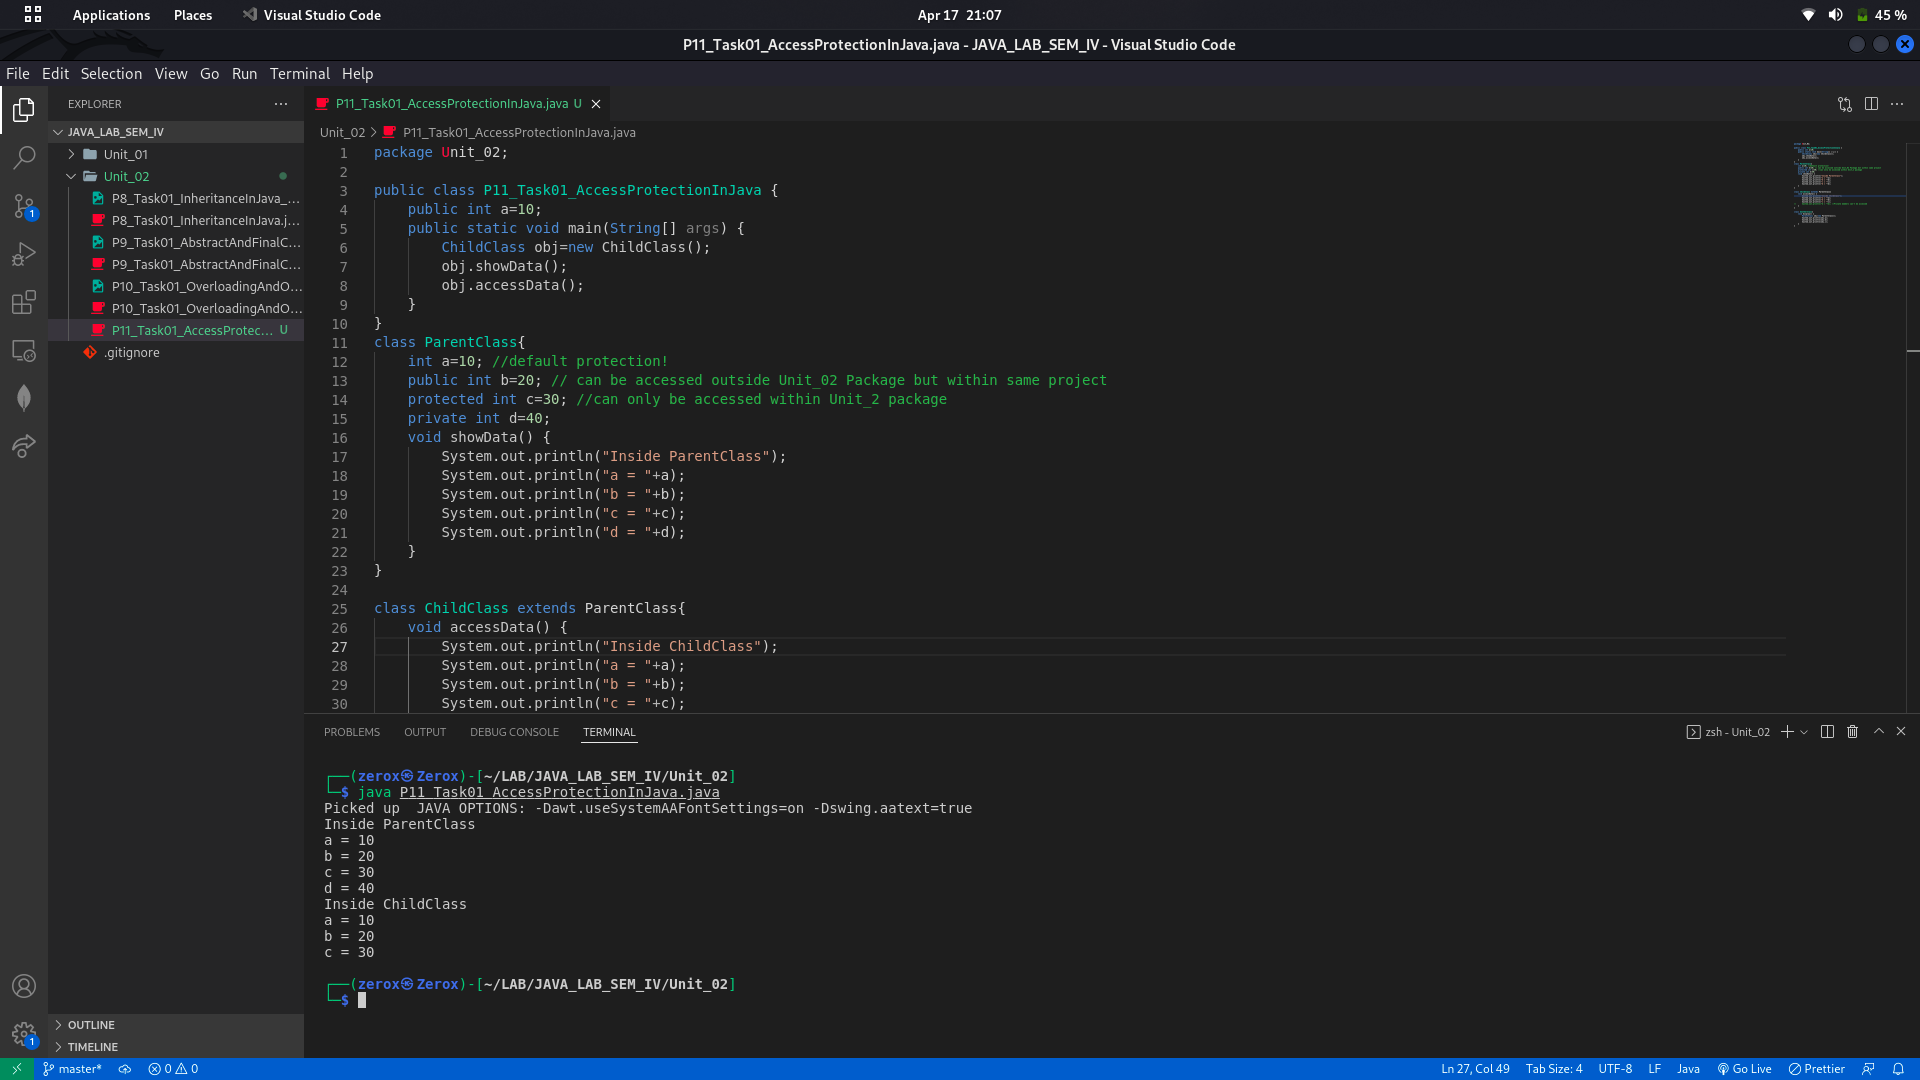 Applications Places Visual Studio Code Apr 17 21:07 45 %
P11_Task01_AccessProtectionInJava.java - JAVA_LAB_SEM_IV - Visual Studio Code
File Edit Selection View Go Run Terminal Help
EXPLORER
JAVA_LAB_SEM_IV
Unit_01
Unit_02
P8_Task01_InheritanceInJava_...
P8_Task01_InheritanceInJava.j...
P9_Task01_AbstractAndFinalC...
P9_Task01_AbstractAndFinalC...
P10_Task01_OverloadingAndO...
P10_Task01_OverloadingAndO...
P11_Task01_AccessProtec... U
.gitignore
1
1
OUTLINE
TIMELINE
P11_Task01_AccessProtectionInJava.java U
Unit_02 > P11_Task01_AccessProtectionInJava.java
1 package Unit_02;
2
3 public class P11_Task01_AccessProtectionInJava {
4 public int a=10;
5 public static void main(String[] args) {
6 ChildClass obj=new ChildClass();
7 obj.showData();
8 obj.accessData();
9 }
10 }
11 class ParentClass{
12 int a=10; //default protection!
13 public int b=20; // can be accessed outside Unit_02 Package but within same project
14 protected int c=30; //can only be accessed within Unit_2 package
15 private int d=40;
16 void showData() {
17 System.out.println("Inside ParentClass");
18 System.out.println("a = "+a);
19 System.out.println("b = "+b);
20 System.out.println("c = "+c);
21 System.out.println("d = "+d);
22 }
23 }
24
25 class ChildClass extends ParentClass{
26 void accessData() {
27 System.out.println("Inside ChildClass");
28 System.out.println("a = "+a);
29 System.out.println("b = "+b);
30 System.out.println("c = "+c);
PROBLEMS OUTPUT DEBUG CONSOLE TERMINAL zsh - Unit_02
┌──(zerox㉿Zerox)-[~/LAB/JAVA_LAB_SEM_IV/Unit_02]
└─$ java P11_Task01_AccessProtectionInJava.java
Picked up _JAVA_OPTIONS: -Dawt.useSystemAAFontSettings=on -Dswing.aatext=true
Inside ParentClass
a = 10
b = 20
c = 30
d = 40
Inside ChildClass
a = 10
b = 20
c = 30
┌──(zerox㉿Zerox)-[~/LAB/JAVA_LAB_SEM_IV/Unit_02]
└─$
master* 0 0 Ln 27, Col 49 Tab Size: 4 UTF-8 LF Java Go Live Prettier